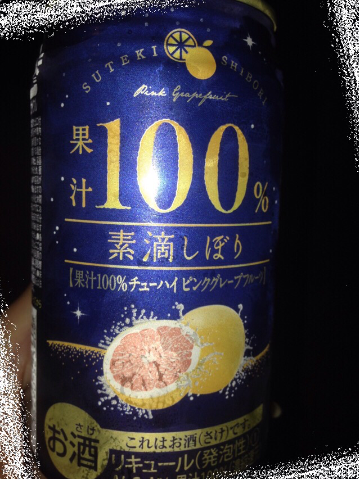 SUTEKI SHIBORI
Pink Grapefruit
果汁100%
素滴しぼり
【果汁100%チューハイ ピンクグレープフルーツ】
さけ
お酒
これはお酒(さけ)です。
リキュール(発泡性